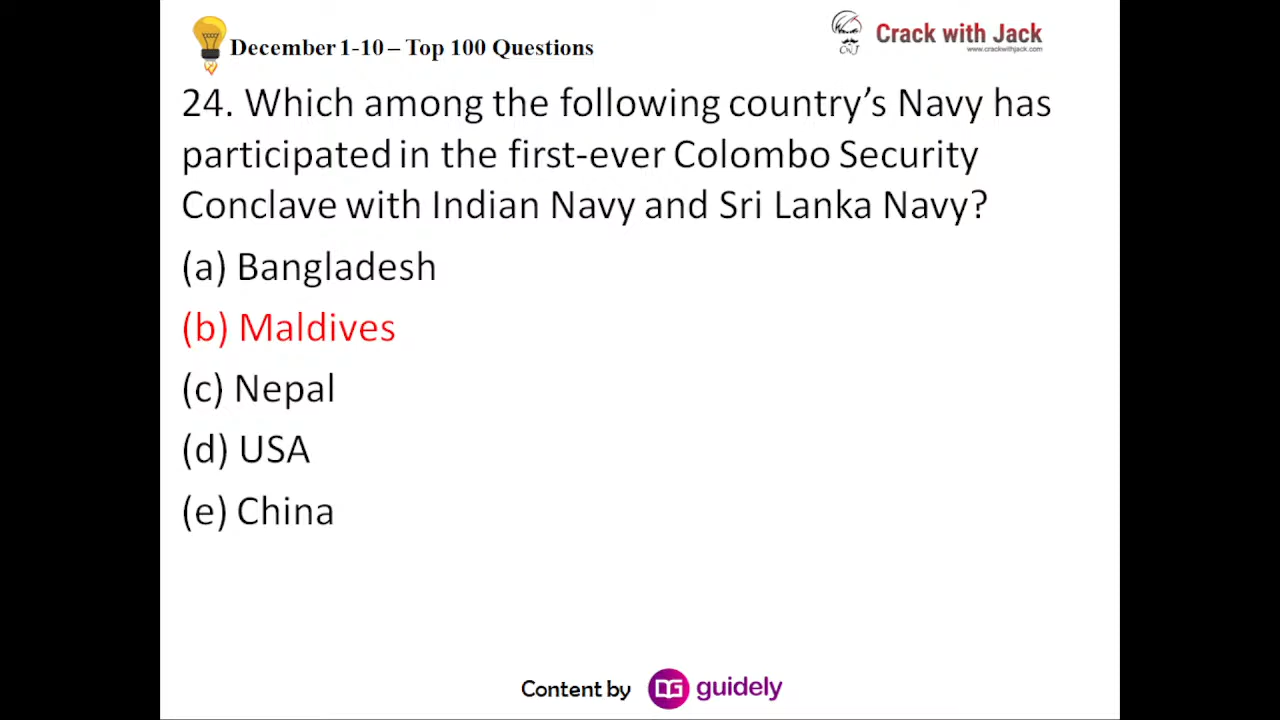 December 1-10 – Top 100 Questions
Crack with Jack
www.crackwithjack.com
CwJ
24. Which among the following country’s Navy has
participated in the first-ever Colombo Security
Conclave with Indian Navy and Sri Lanka Navy?
(a) Bangladesh
(b) Maldives
(c) Nepal
(d) USA
(e) China
Content by
DG guidely